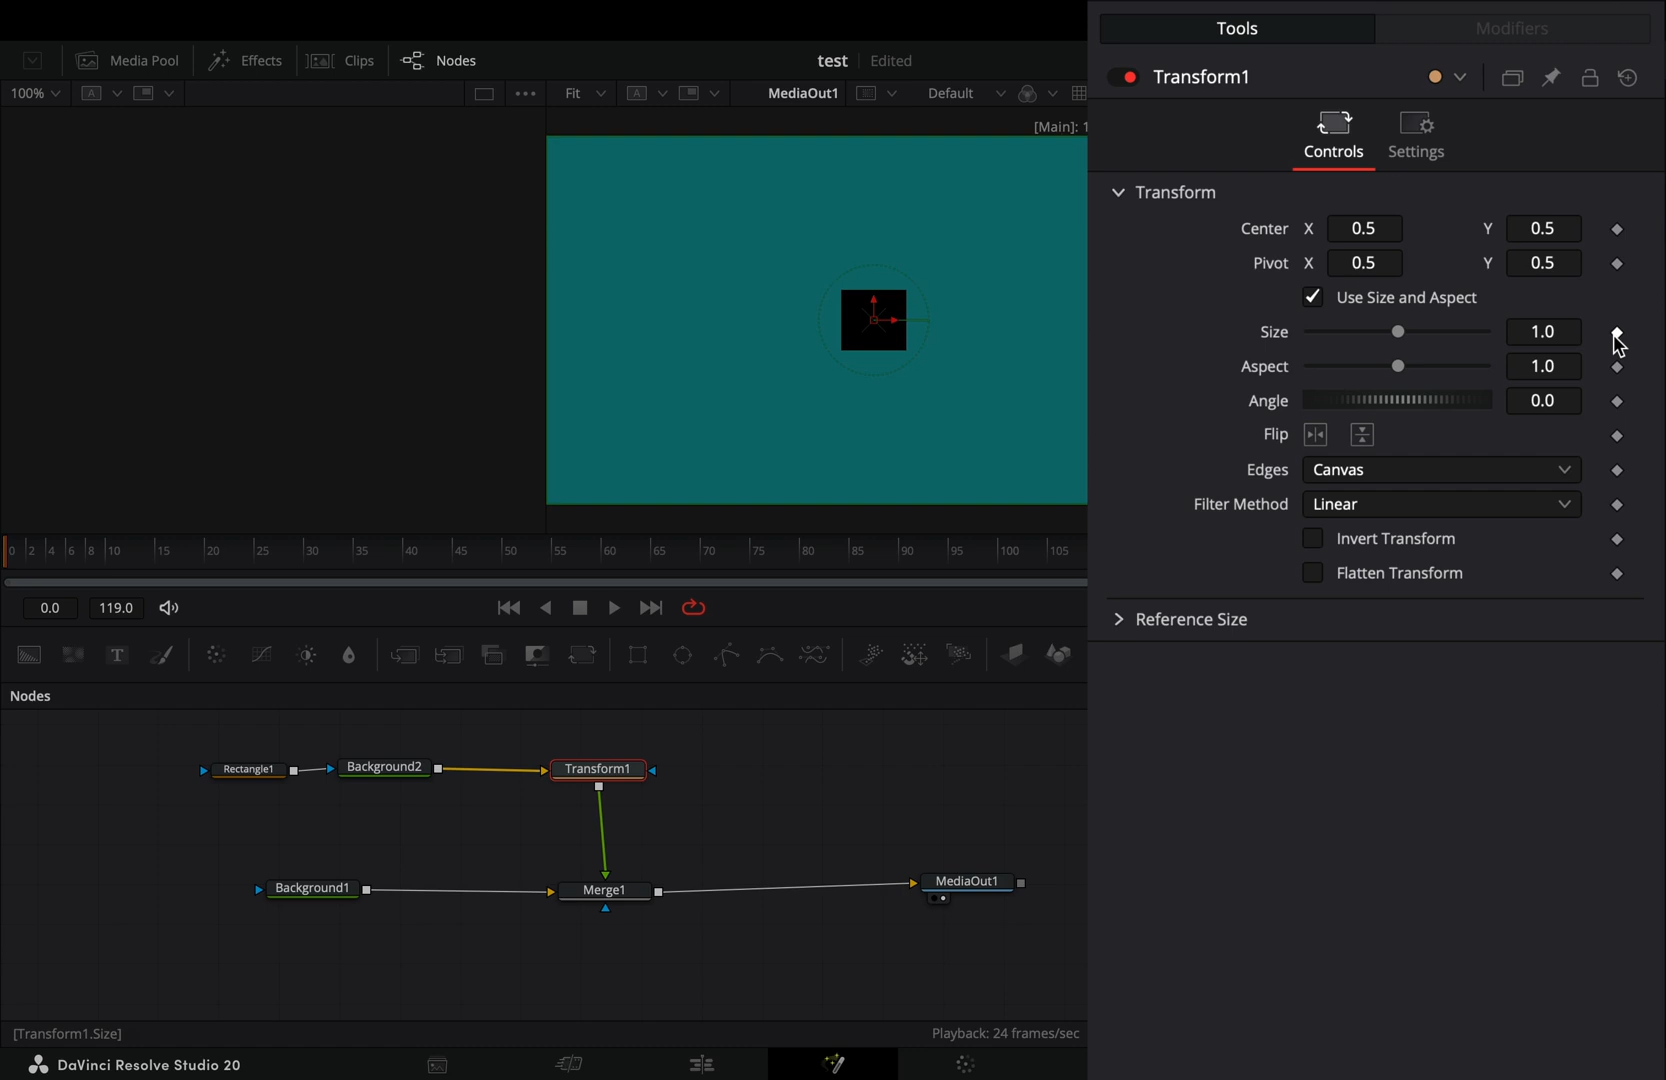 Tools
Modifiers
Media Pool
Effects
Clips
Nodes
test
Edited
Transform1
100%
A
Fit
A
MediaOut1
Default
[Main]: 1
Controls
Settings
Transform
Center X 0.5 Y 0.5
Pivot X 0.5 Y 0.5
Use Size and Aspect
Size 1.0
Aspect 1.0
Angle 0.0
Flip
Edges Canvas
Filter Method Linear
Invert Transform
Flatten Transform
Reference Size
0 2 4 6 8 10 15 20 25 30 35 40 45 50 55 60 65 70 75 80 85 90 95 100 105
0.0 119.0
T
Nodes
Rectangle1
Background2
Transform1
Background1
Merge1
MediaOut1
[Transform1.Size]
Playback: 24 frames/sec
DaVinci Resolve Studio 20